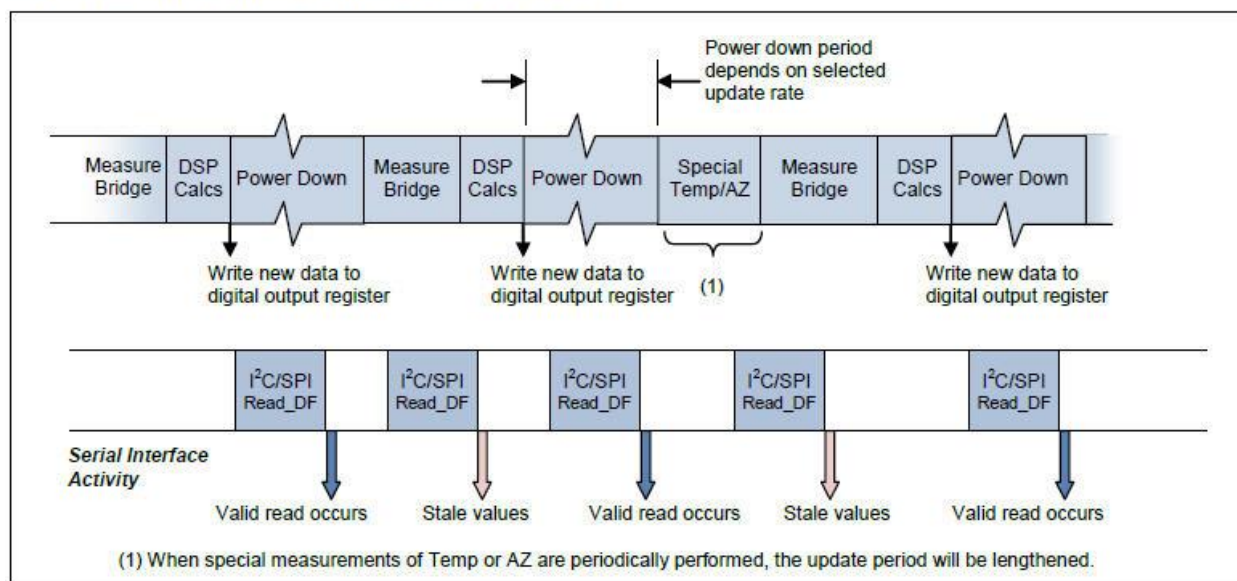 Power down period
depends on selected
update rate
Measure
Bridge
DSP
Calcs
Power Down
Measure
Bridge
DSP
Calcs
Power Down
Special
Temp/AZ
Measure
Bridge
DSP
Calcs
Power Down
Write new data to
digital output register
Write new data to
digital output register
(1)
Write new data to
digital output register
I²C/SPI
Read_DF
I²C/SPI
Read_DF
I²C/SPI
Read_DF
I²C/SPI
Read_DF
I²C/SPI
Read_DF
Serial Interface
Activity
Valid read occurs
Stale values
Valid read occurs
Stale values
Valid read occurs
(1) When special measurements of Temp or AZ are periodically performed, the update period will be lengthened.